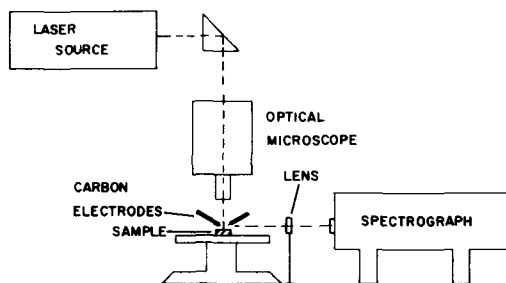 LASER
SOURCE
OPTICAL
MICROSCOPE
LENS
CARBON
ELECTRODES
SAMPLE
SPECTROGRAPH